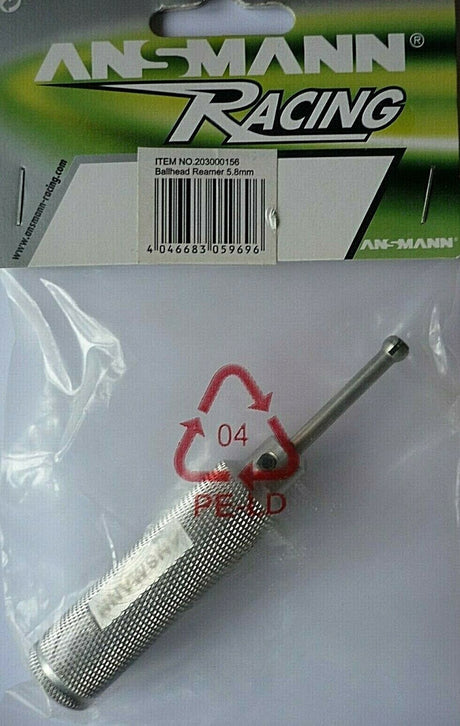 ANSMANN®
RACING
ITEM NO.203000156
Ballhead Reamer 5.8mm
4 046683 059696
www.ansmann-racing.com
ANSMANN
04
PE-LD
ANSMANN